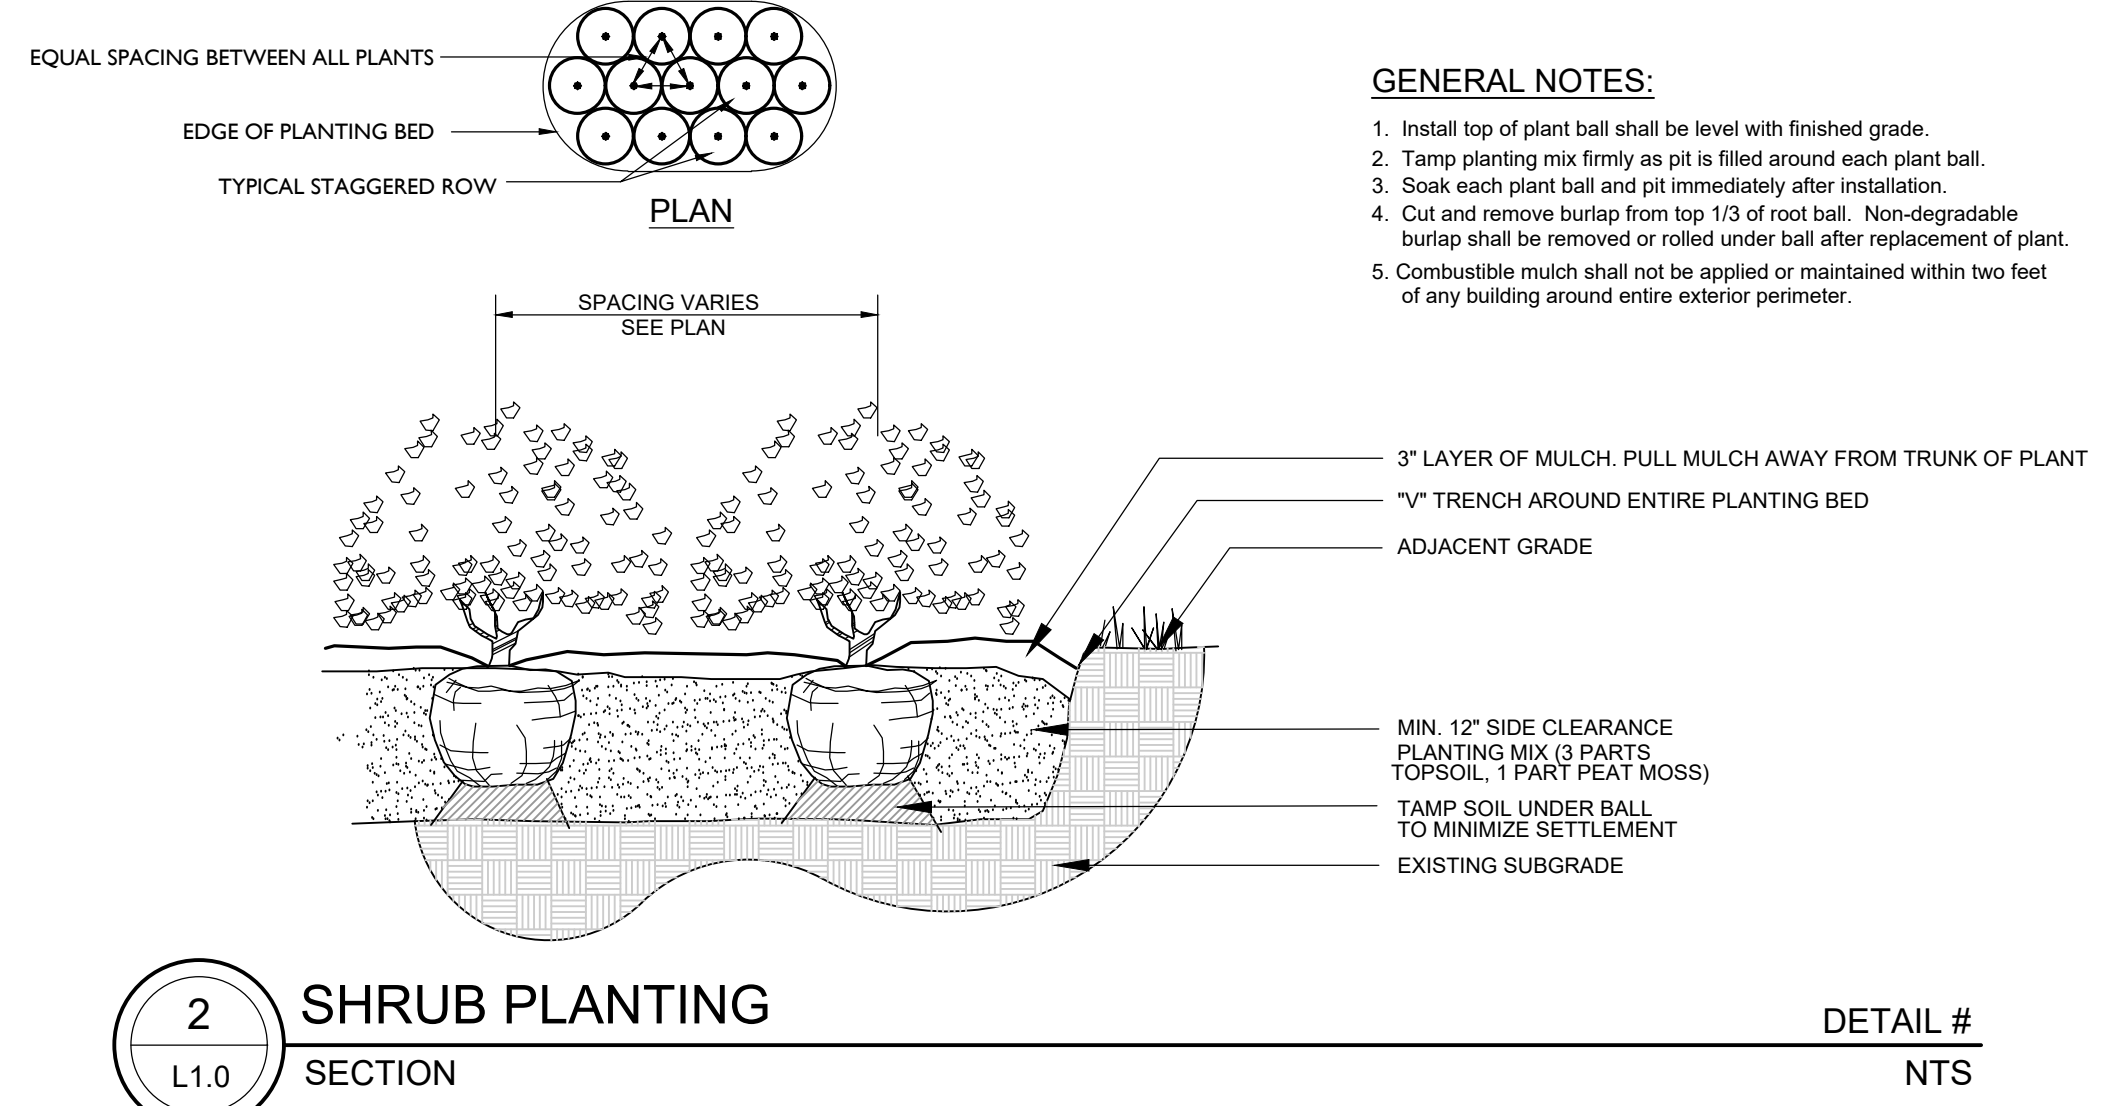 EQUAL SPACING BETWEEN ALL PLANTS
EDGE OF PLANTING BED
TYPICAL STAGGERED ROW
PLAN
GENERAL NOTES:
1. Install top of plant ball shall be level with finished grade.
2. Tamp planting mix firmly as pit is filled around each plant ball.
3. Soak each plant ball and pit immediately after installation.
4. Cut and remove burlap from top 1/3 of root ball. Non-degradable
burlap shall be removed or rolled under ball after replacement of plant.
5. Combustible mulch shall not be applied or maintained within two feet
of any building around entire exterior perimeter.
SPACING VARIES
SEE PLAN
3" LAYER OF MULCH. PULL MULCH AWAY FROM TRUNK OF PLANT
"V" TRENCH AROUND ENTIRE PLANTING BED
ADJACENT GRADE
MIN. 12" SIDE CLEARANCE
PLANTING MIX (3 PARTS
TOPSOIL, 1 PART PEAT MOSS)
TAMP SOIL UNDER BALL
TO MINIMIZE SETTLEMENT
EXISTING SUBGRADE
2
L1.0
SHRUB PLANTING
SECTION
DETAIL #
NTS